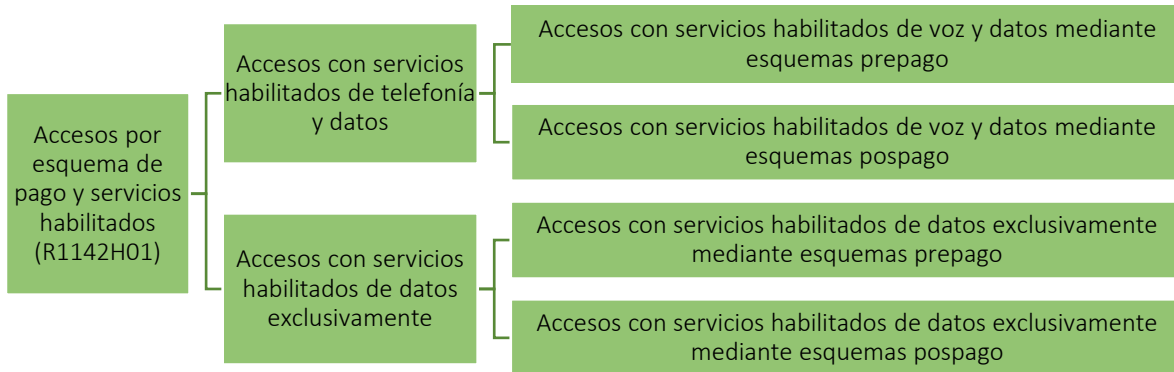 Accesos por
esquema de
pago y servicios
habilitados
(R1142H01)
Accesos con servicios
habilitados de telefonía
y datos
Accesos con servicios habilitados de voz y datos mediante
esquemas prepago
Accesos con servicios habilitados de voz y datos mediante
esquemas pospago
Accesos con servicios
habilitados de datos
exclusivamente
Accesos con servicios habilitados de datos exclusivamente
mediante esquemas prepago
Accesos con servicios habilitados de datos exclusivamente
mediante esquemas pospago